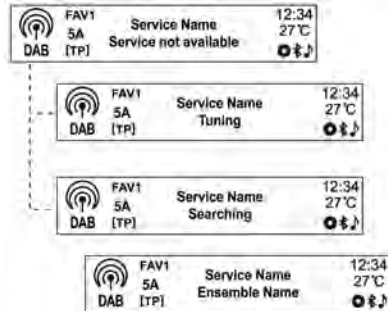 FAV1 12:34
Service Name
5A 27℃
Service not available
DAB [TP]
FAV1 12:34
Service Name
5A 27℃
Tuning
DAB [TP]
FAV1 12:34
Service Name
5A 27℃
Searching
DAB [TP]
FAV1 12:34
Service Name
5A 27℃
Ensemble Name
DAB [TP]